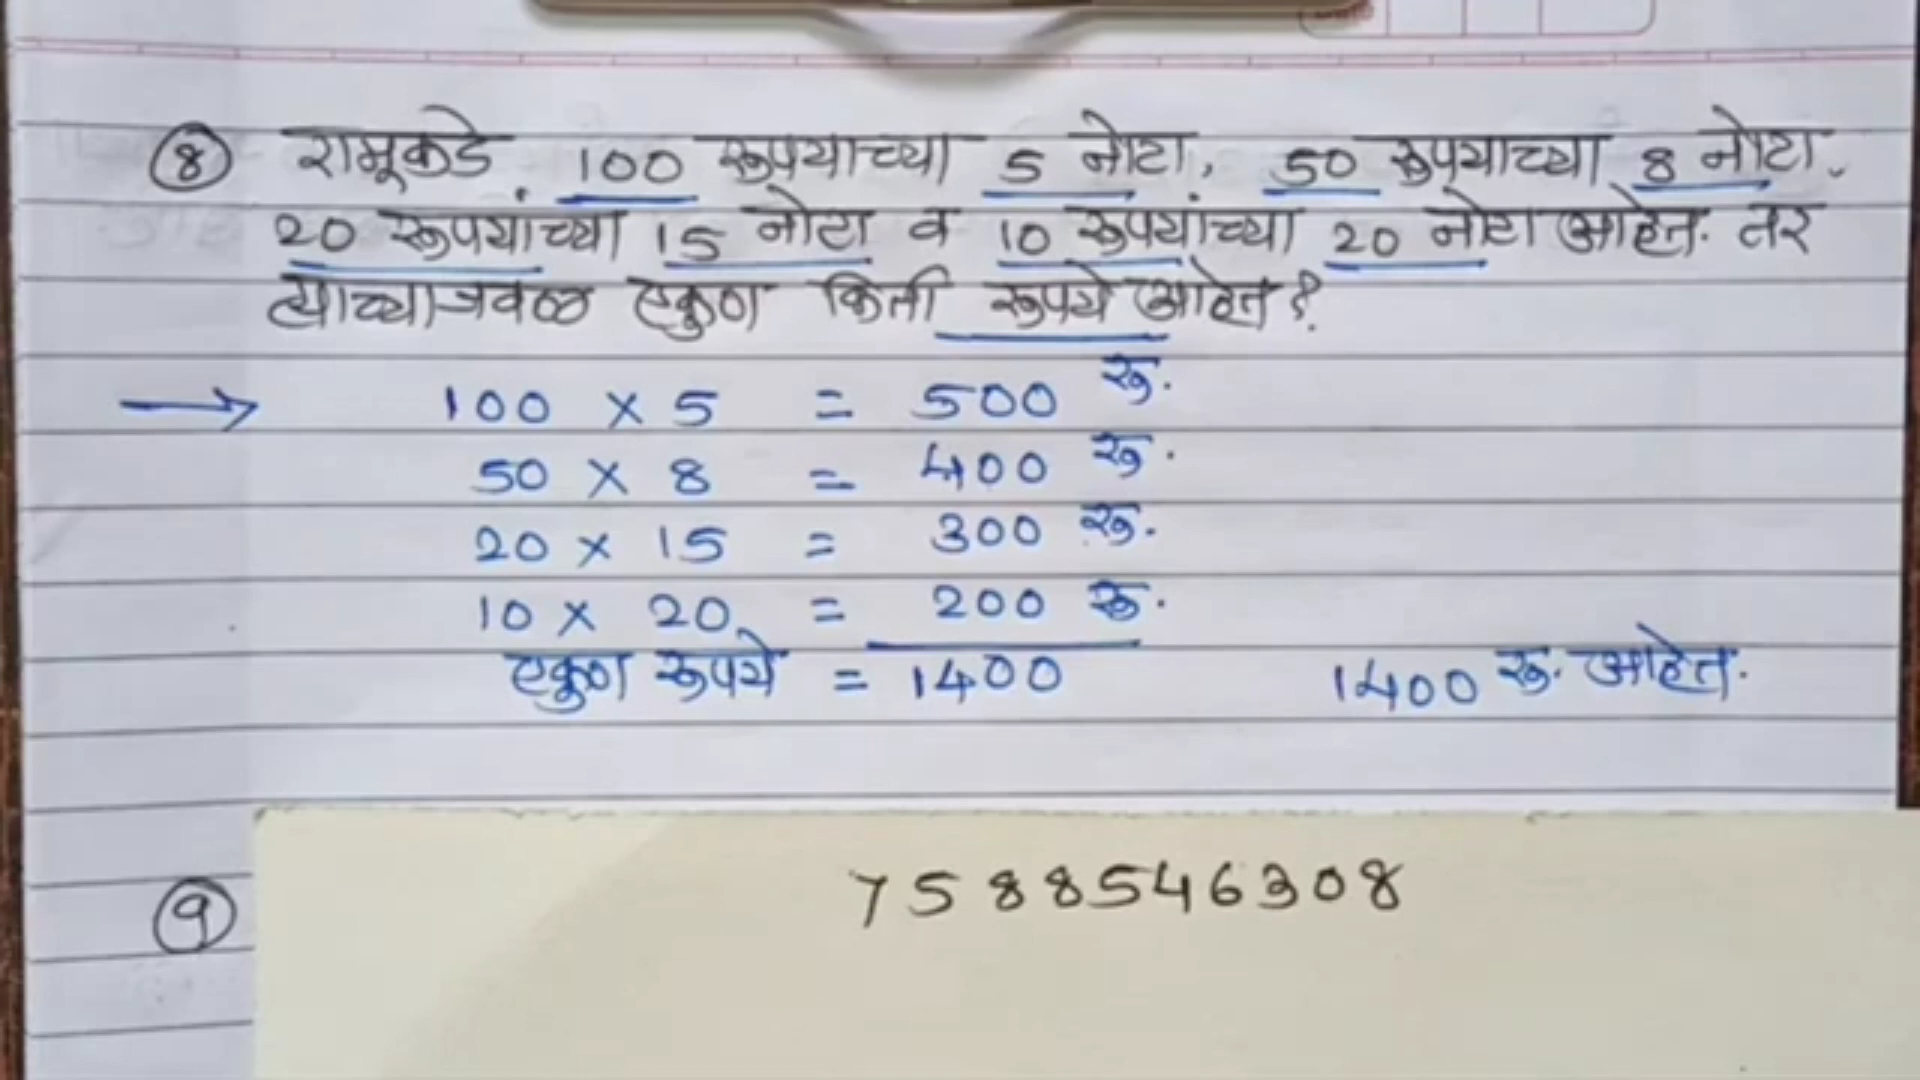 8 रामूकडे 100 रूपयाच्या 5 नोटा, 50 रूपयाच्या 8 नोटा,
20 रूपयांच्या 15 नोटा व 10 रूपयांच्या 20 नोटा आहेत. तर
त्याच्याजवळ एकुण किती रूपये आहेत?
→ 100 × 5 = 500 रू.
50 × 8 = 400 रू.
20 × 15 = 300 रू.
10 × 20 = 200 रू.
एकुण रूपये = 1400 1400 रू. आहेत.
7588546308
9